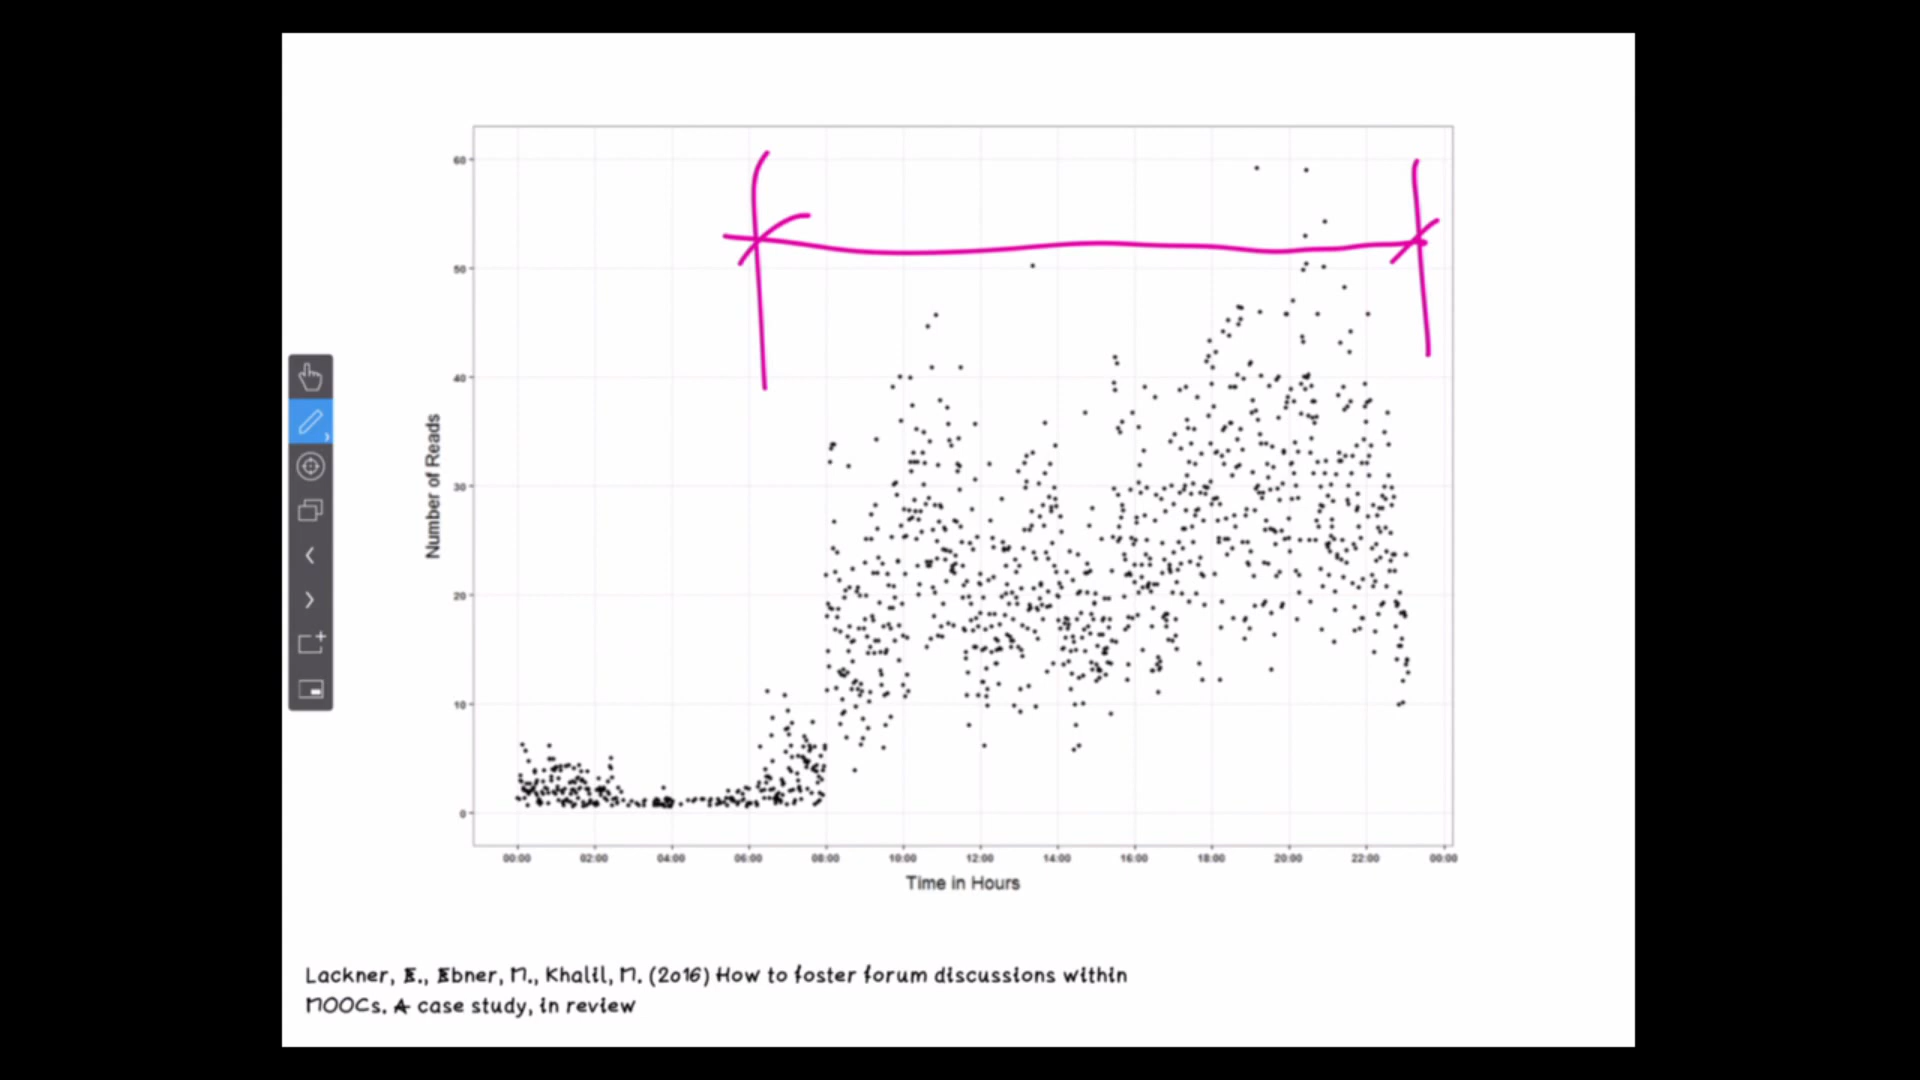 60
50
40
30
20
10
0
Number of Reads
00:00 02:00 04:00 06:00 08:00 10:00 12:00 14:00 16:00 18:00 20:00 22:00 00:00
Time in Hours
Lackner, E., Ebner, M., Khalil, M. (2016) How to foster forum discussions within
MOOCs. A case study, in review